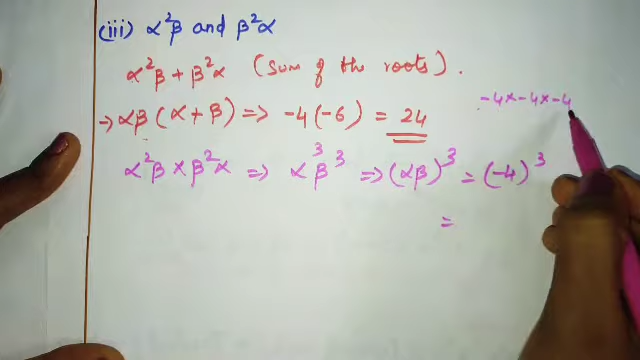 (iii) α²β and β²α
α²β + β²α (Sum of the roots).
→ αβ(α+β) => -4(-6) = 24
-4×-4×-4
α²β × β²α => α³β³ => (αβ)³ = (-4)³
=